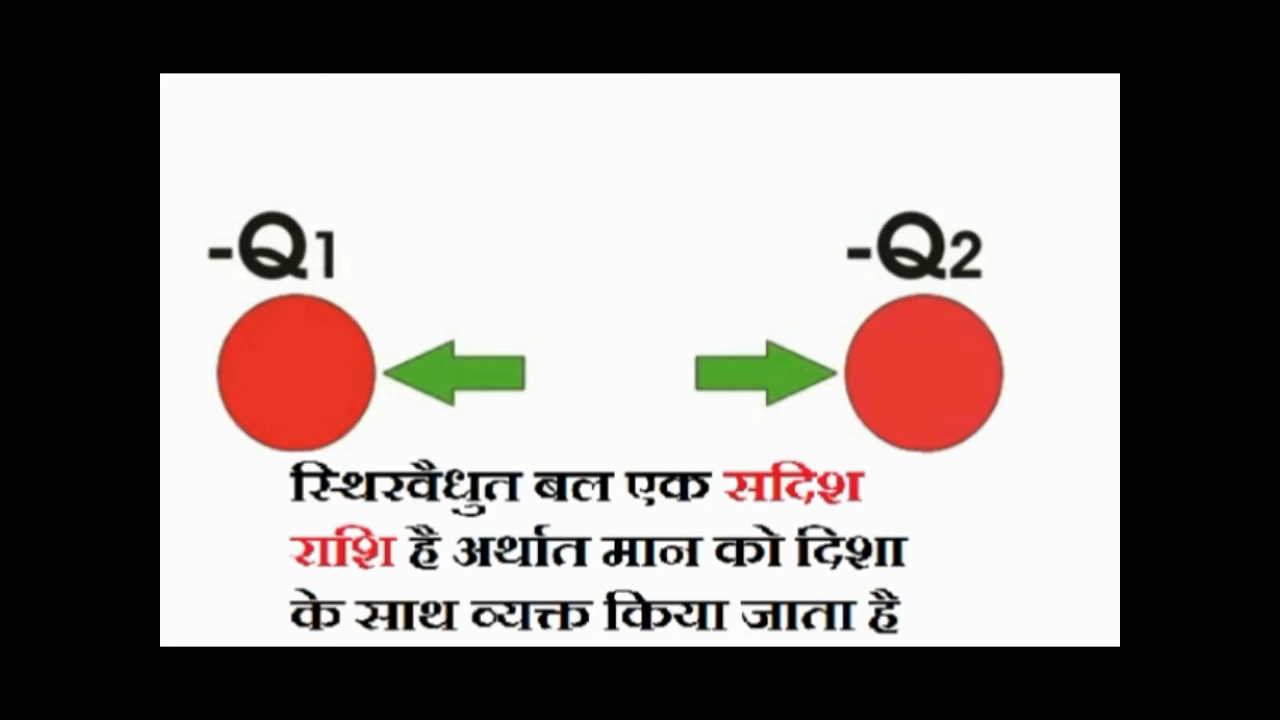 -Q1 -Q2
स्थिरवैधुत बल एक सदिश
राशि है अर्थात मान को दिशा
के साथ व्यक्त किया जाता है